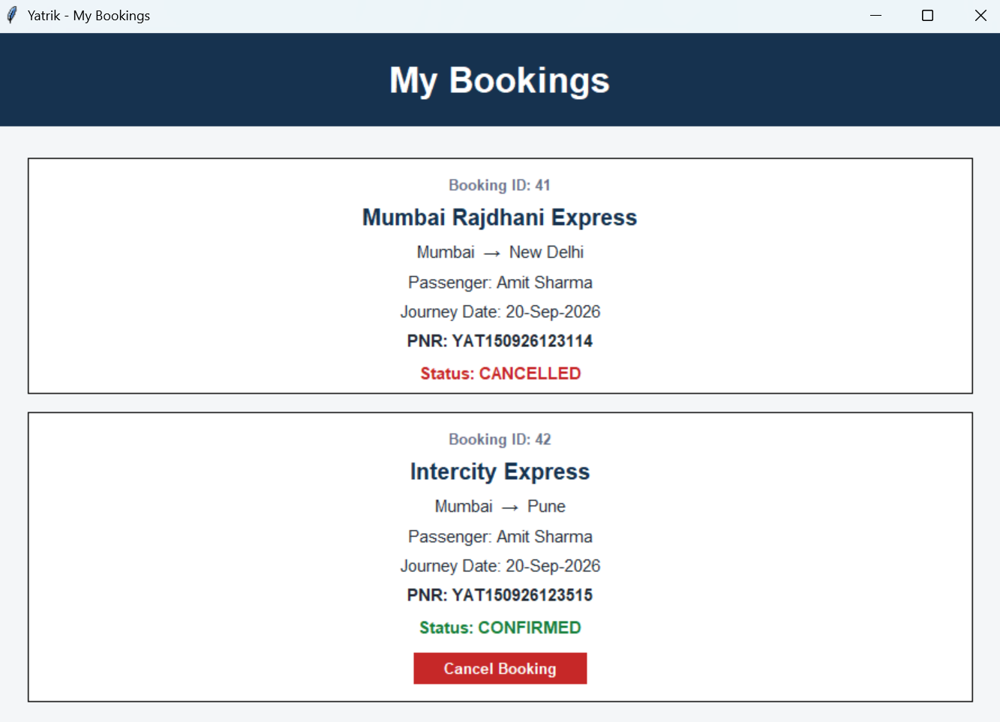 Yatrik - My Bookings
My Bookings
Booking ID: 41
Mumbai Rajdhani Express
Mumbai → New Delhi
Passenger: Amit Sharma
Journey Date: 20-Sep-2026
PNR: YAT150926123114
Status: CANCELLED
Booking ID: 42
Intercity Express
Mumbai → Pune
Passenger: Amit Sharma
Journey Date: 20-Sep-2026
PNR: YAT150926123515
Status: CONFIRMED
Cancel Booking